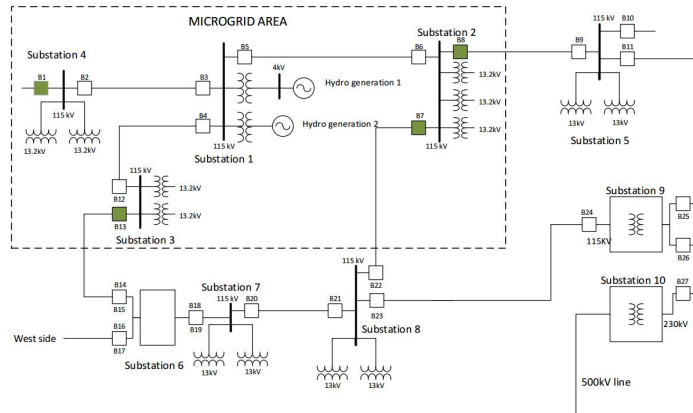 MICROGRID AREA
Substation 4
B1
B2
115 kV
13.2kV
13.2kV
B3
B4
B5
4kV
Hydro generation 1
Hydro generation 2
115 kV
Substation 1
B6
Substation 2
B8
13.2kV
13.2kV
13.2kV
B7
115 kV
B9
115 kV
B10
B11
13kV
13kV
Substation 5
B12
115 kV
13.2kV
13.2kV
B13
Substation 3
B14
B15
B16
B17
West side
Substation 6
B18
B19
Substation 7
115 kV
B20
13kV
13kV
B21
115 kV
B22
B23
Substation 8
13kV
13kV
B24
115KV
Substation 9
B25
B26
Substation 10
B27
230kV
500kV line